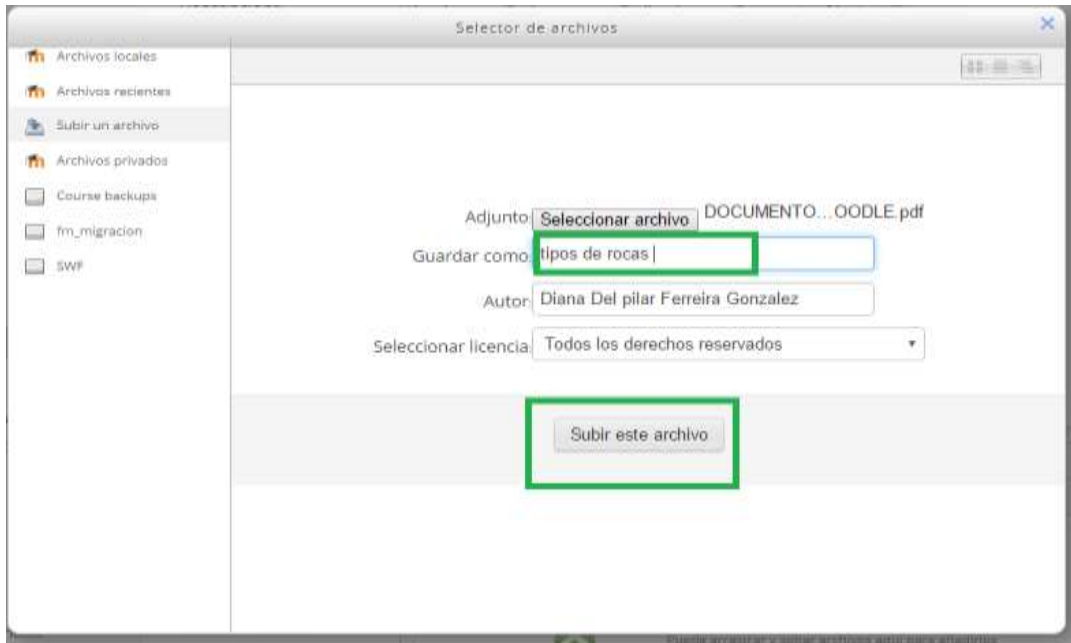 Selector de archivos
Archivos locales
Archivos recientes
Subir un archivo
Archivos privados
Course backups
fm_migracion
SWF
Adjunto Seleccionar archivo DOCUMENTO...OODLE.pdf
Guardar como tipos de rocas
Autor Diana Del pilar Ferreira Gonzalez
Seleccionar licencia Todos los derechos reservados
Subir este archivo